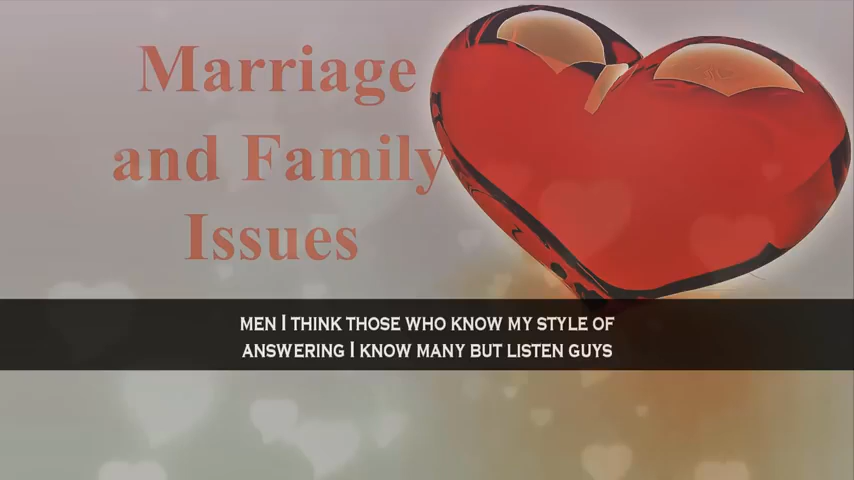 Marriage
and Family
Issues
MEN I THINK THOSE WHO KNOW MY STYLE OF
ANSWERING I KNOW MANY BUT LISTEN GUYS